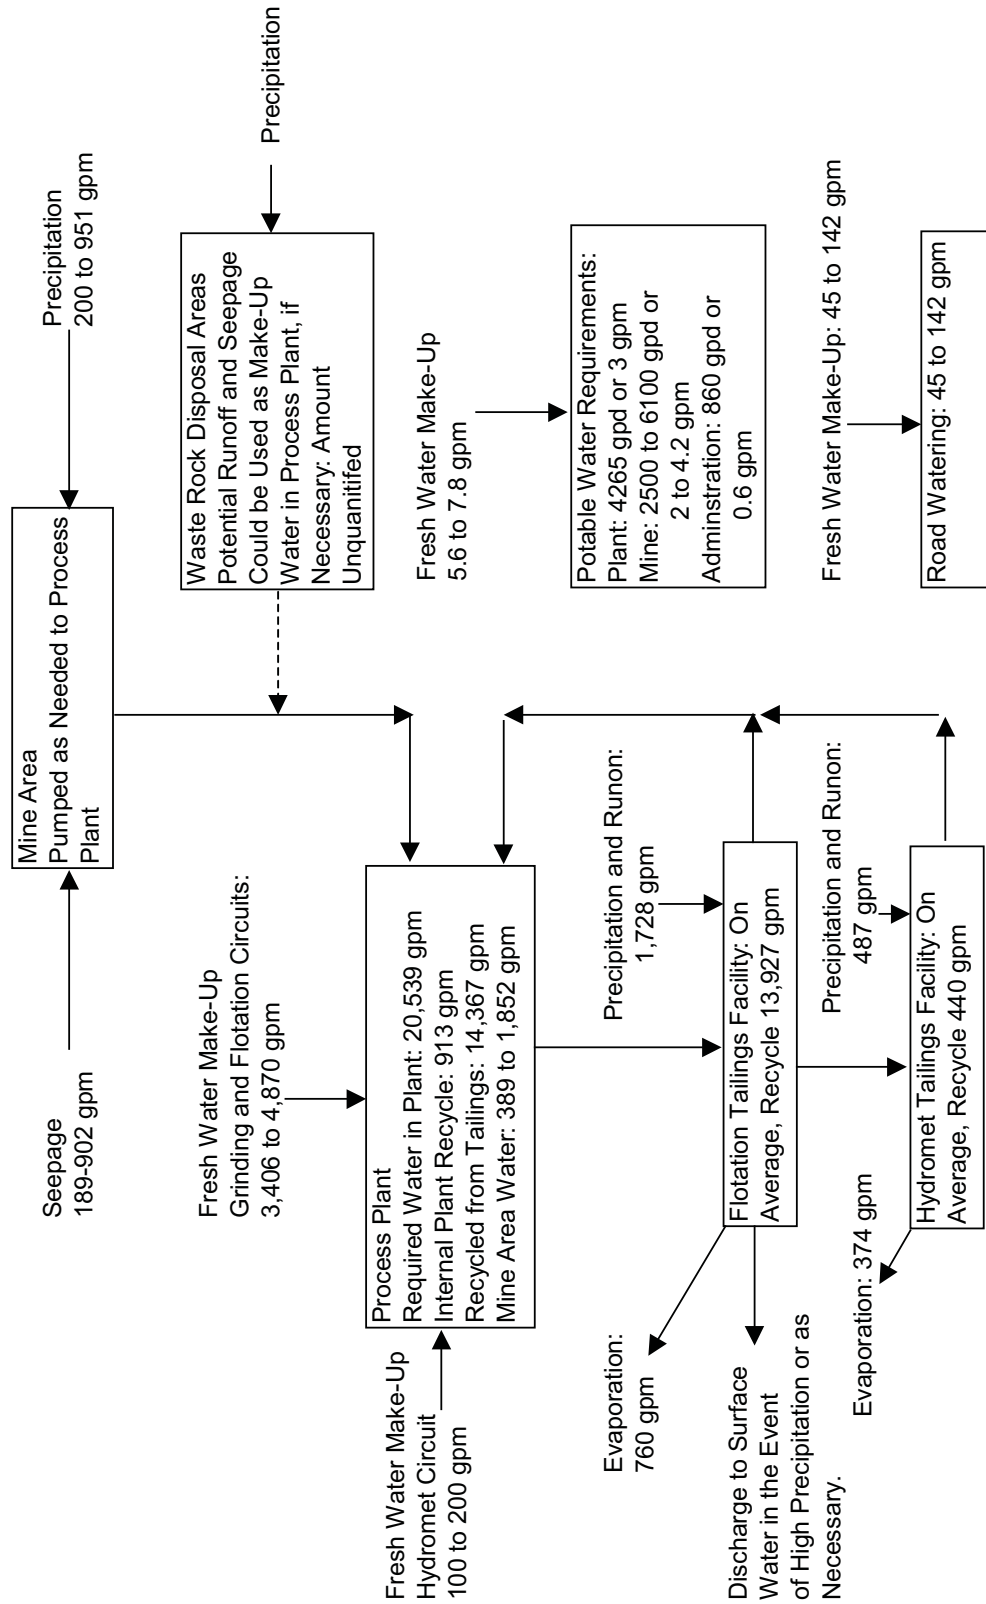 Seepage
189-902 gpm
Mine Area
Pumped as Needed to Process
Plant
Precipitation
200 to 951 gpm
Fresh Water Make-Up
Grinding and Flotation Circuits:
3,406 to 4,870 gpm
Waste Rock Disposal Areas
Potential Runoff and Seepage
Could be Used as Make-Up
Water in Process Plant, if
Necessary: Amount
Unquanitifed
Precipitation
Fresh Water Make-Up
Hydromet Circuit
100 to 200 gpm
Process Plant
Required Water in Plant: 20,539 gpm
Internal Plant Recycle: 913 gpm
Recycled from Tailings: 14,367 gpm
Mine Area Water: 389 to 1,852 gpm
Fresh Water Make-Up
5.6 to 7.8 gpm
Potable Water Requirements:
Plant: 4265 gpd or 3 gpm
Mine: 2500 to 6100 gpd or
2 to 4.2 gpm
Adminstration: 860 gpd or
0.6 gpm
Evaporation:
760 gpm
Precipitation and Runon:
1,728 gpm
Flotation Tailings Facility: On
Average, Recycle 13,927 gpm
Discharge to Surface
Water in the Event
of High Precipitation or as
Necessary.
Fresh Water Make-Up: 45 to 142 gpm
Road Watering: 45 to 142 gpm
Evaporation: 374 gpm
Precipitation and Runon:
487 gpm
Hydromet Tailings Facility: On
Average, Recycle 440 gpm